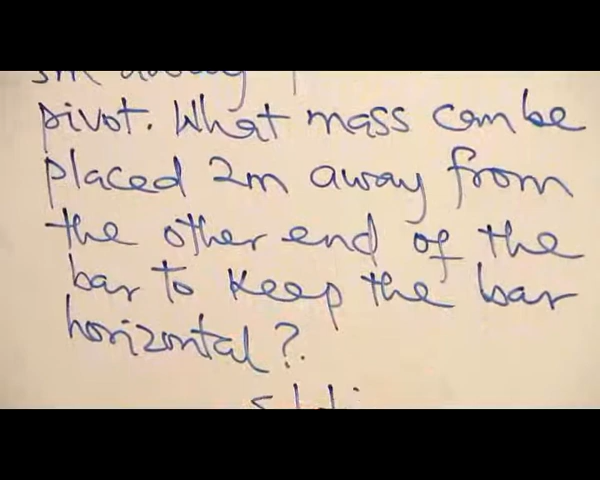 pivot. What mass can be
placed 2m away from
the other end of the
bar to keep the bar
horizontal?